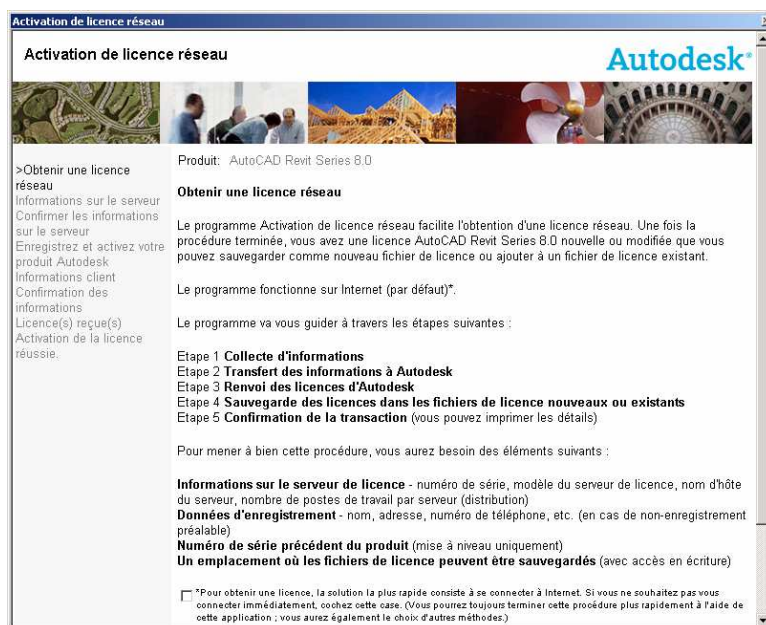 Activation de licence réseau
Activation de licence réseau
Autodesk®
>Obtenir une licence
réseau
Informations sur le serveur
Confirmer les informations
sur le serveur
Enregistrez et activez votre
produit Autodesk
Informations client
Confirmation des
informations
Licence(s) reçue(s)
Activation de la licence
réussie.
Produit: AutoCAD Revit Series 8.0
Obtenir une licence réseau
Le programme Activation de licence réseau facilite l'obtention d'une licence réseau. Une fois la
procédure terminée, vous avez une licence AutoCAD Revit Series 8.0 nouvelle ou modifiée que vous
pouvez sauvegarder comme nouveau fichier de licence ou ajouter à un fichier de licence existant.
Le programme fonctionne sur Internet (par défaut)*.
Le programme va vous guider à travers les étapes suivantes :
Etape 1 Collecte d'informations
Etape 2 Transfert des informations à Autodesk
Etape 3 Renvoi des licences d'Autodesk
Etape 4 Sauvegarde des licences dans les fichiers de licence nouveaux ou existants
Etape 5 Confirmation de la transaction (vous pouvez imprimer les détails)
Pour mener à bien cette procédure, vous aurez besoin des éléments suivants :
Informations sur le serveur de licence - numéro de série, modèle du serveur de licence, nom d'hôte
du serveur, nombre de postes de travail par serveur (distribution)
Données d'enregistrement - nom, adresse, numéro de téléphone, etc. (en cas de non-enregistrement
préalable)
Numéro de série précédent du produit (mise à niveau uniquement)
Un emplacement où les fichiers de licence peuvent être sauvegardés (avec accès en écriture)
*Pour obtenir une licence, la solution la plus rapide consiste à se connecter à Internet. Si vous ne souhaitez pas vous
connecter immédiatement, cochez cette case. (Vous pourrez toujours terminer cette procédure plus rapidement à l'aide de
cette application ; vous aurez également le choix d'autres méthodes.)